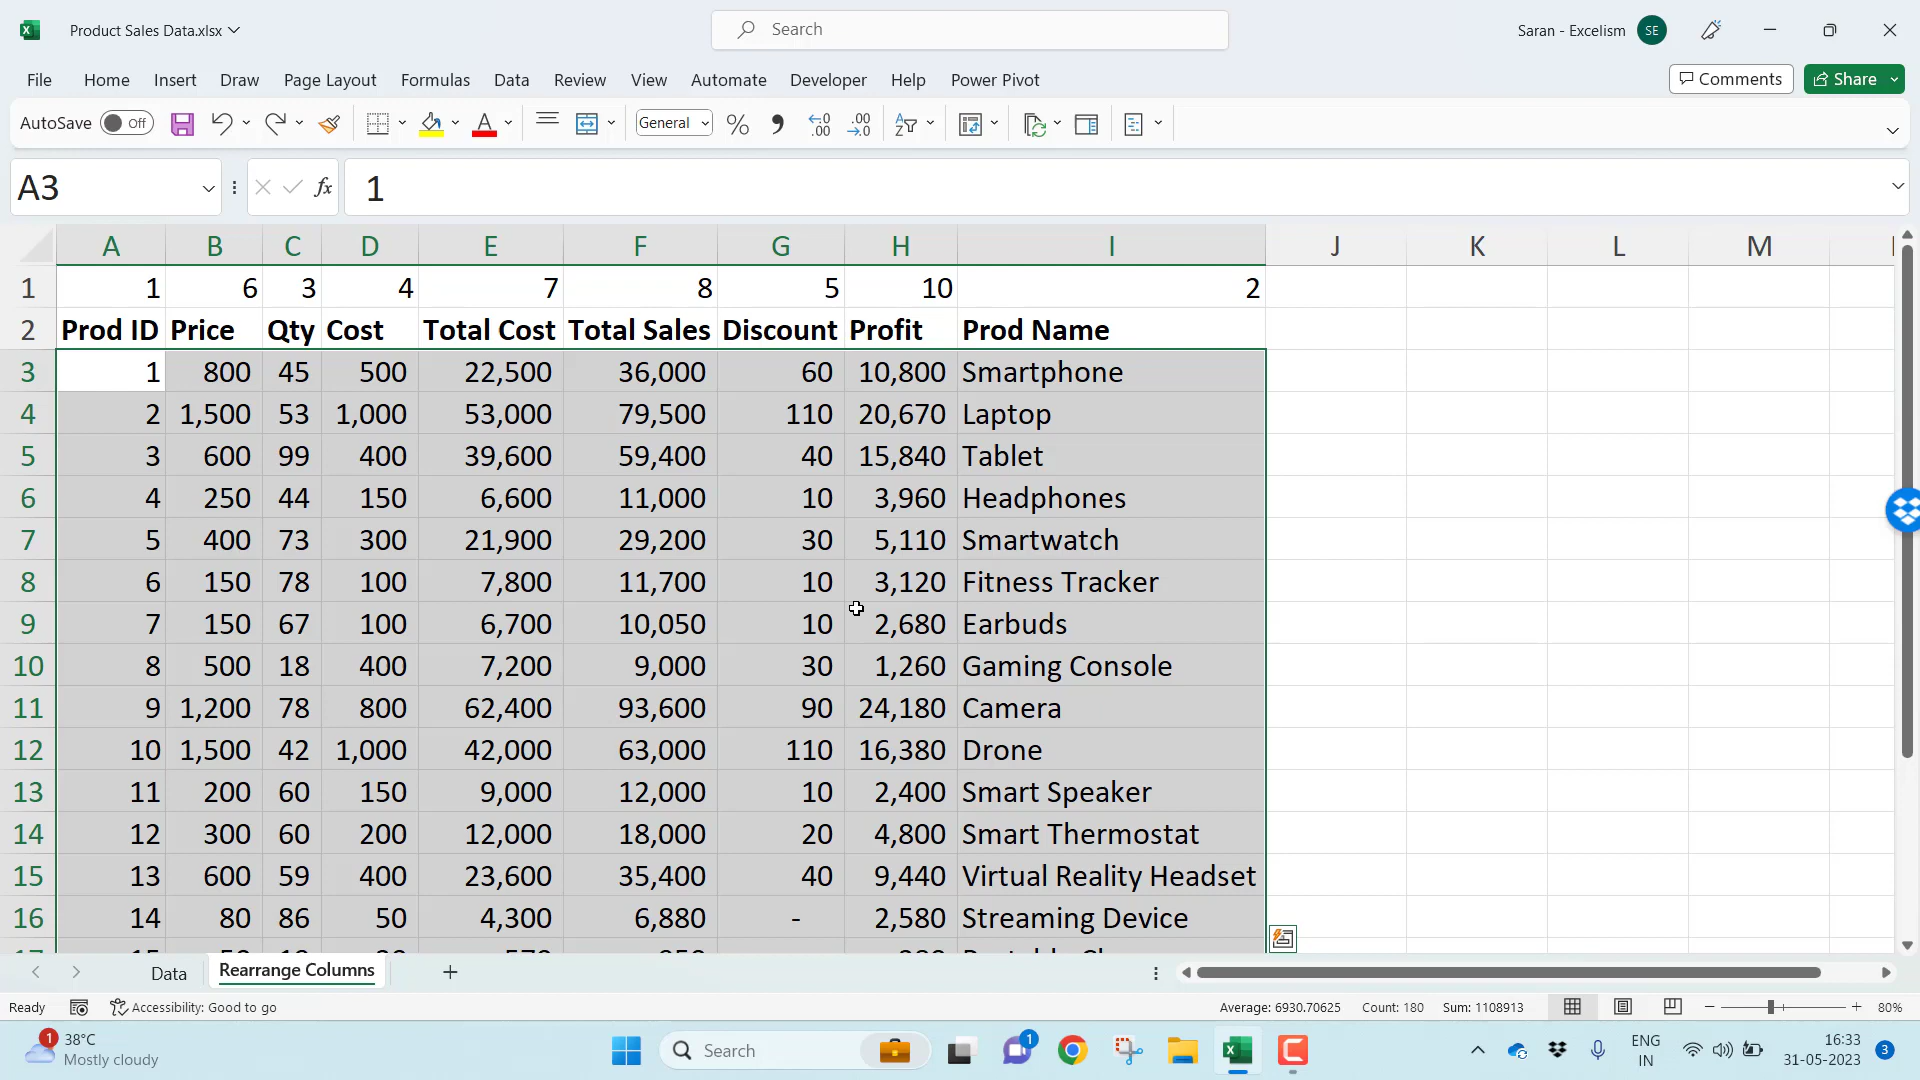 Product Sales Data.xlsx
Search
Saran - Excelism
SE
File Home Insert Draw Page Layout Formulas Data Review View Automate Developer Help Power Pivot
Comments
Share
AutoSave Off
General
A3
fx
1
A B C D E F G H I J K L M
1 1 6 3 4 7 8 5 10 2
2 Prod ID Price Qty Cost Total Cost Total Sales Discount Profit Prod Name
3 1 800 45 500 22,500 36,000 60 10,800 Smartphone
4 2 1,500 53 1,000 53,000 79,500 110 20,670 Laptop
5 3 600 99 400 39,600 59,400 40 15,840 Tablet
6 4 250 44 150 6,600 11,000 10 3,960 Headphones
7 5 400 73 300 21,900 29,200 30 5,110 Smartwatch
8 6 150 78 100 7,800 11,700 10 3,120 Fitness Tracker
9 7 150 67 100 6,700 10,050 10 2,680 Earbuds
10 8 500 18 400 7,200 9,000 30 1,260 Gaming Console
11 9 1,200 78 800 62,400 93,600 90 24,180 Camera
12 10 1,500 42 1,000 42,000 63,000 110 16,380 Drone
13 11 200 60 150 9,000 12,000 10 2,400 Smart Speaker
14 12 300 60 200 12,000 18,000 20 4,800 Smart Thermostat
15 13 600 59 400 23,600 35,400 40 9,440 Virtual Reality Headset
16 14 80 86 50 4,300 6,880 - 2,580 Streaming Device
Data Rearrange Columns
Ready Accessibility: Good to go Average: 6930.70625 Count: 180 Sum: 1108913 80%
1 38°C
Mostly cloudy
Search
1
ENG
IN
16:33
31-05-2023
3